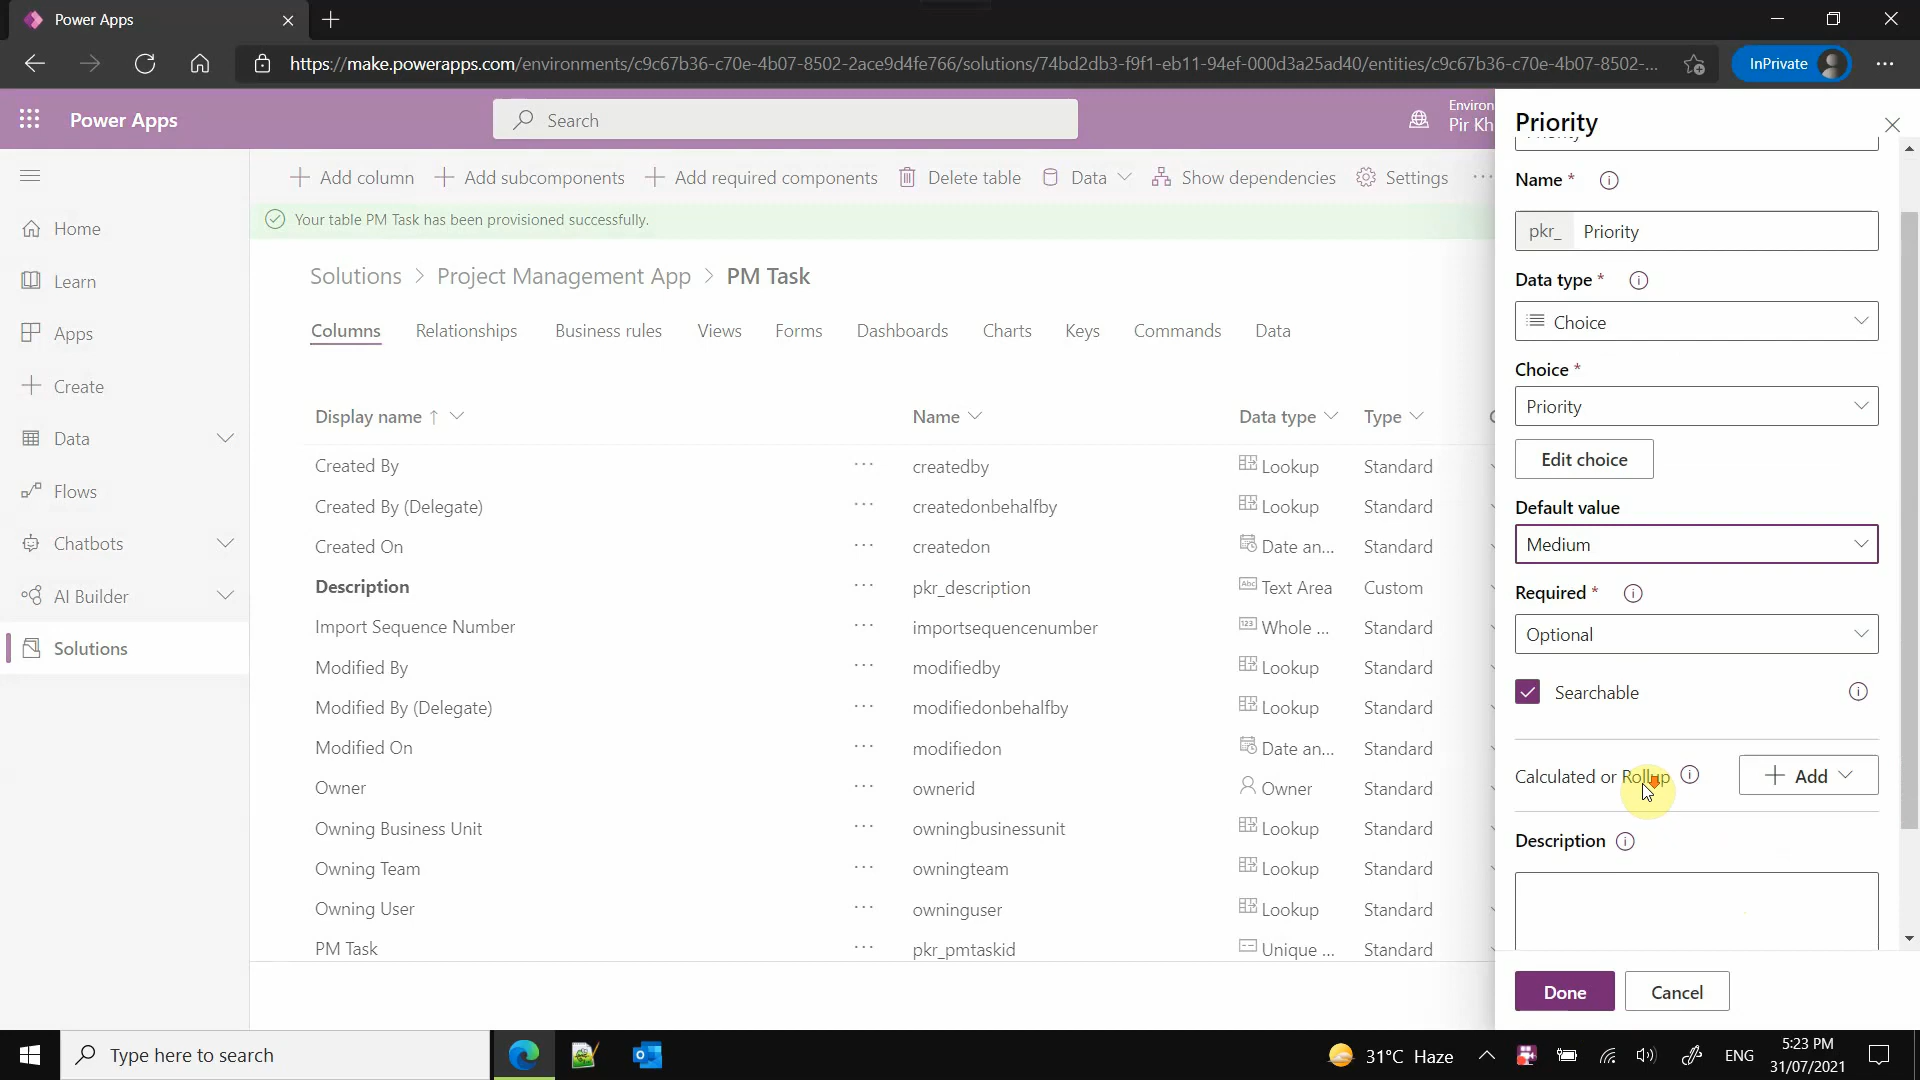 Power Apps
https://make.powerapps.com/environments/c9c67b36-c70e-4b07-8502-2ace9d4fe766/solutions/74bd2db3-f9f1-eb11-94ef-000d3a25ad40/entities/c9c67b36-c70e-4b07-8502-...
InPrivate
Power Apps
Search
Environ
Pir Kh
Add column
Add subcomponents
Add required components
Delete table
Data
Show dependencies
Settings
Your table PM Task has been provisioned successfully.
Home
Learn
Apps
Create
Data
Flows
Chatbots
AI Builder
Solutions
Solutions > Project Management App > PM Task
Columns Relationships Business rules Views Forms Dashboards Charts Keys Commands Data
Display name ↑ Name Data type Type
Created By createdby Lookup Standard
Created By (Delegate) createdonbehalfby Lookup Standard
Created On createdon Date an... Standard
Description pkr_description Text Area Custom
Import Sequence Number importsequencenumber Whole ... Standard
Modified By modifiedby Lookup Standard
Modified By (Delegate) modifiedonbehalfby Lookup Standard
Modified On modifiedon Date an... Standard
Owner ownerid Owner Standard
Owning Business Unit owningbusinessunit Lookup Standard
Owning Team owningteam Lookup Standard
Owning User owninguser Lookup Standard
PM Task pkr_pmtaskid Unique ... Standard
Priority
Name *
pkr_ Priority
Data type *
Choice
Choice *
Priority
Edit choice
Default value
Medium
Required *
Optional
Searchable
Calculated or Rollup
Add
Description
Done
Cancel
Type here to search
31°C Haze
ENG
5:23 PM
31/07/2021